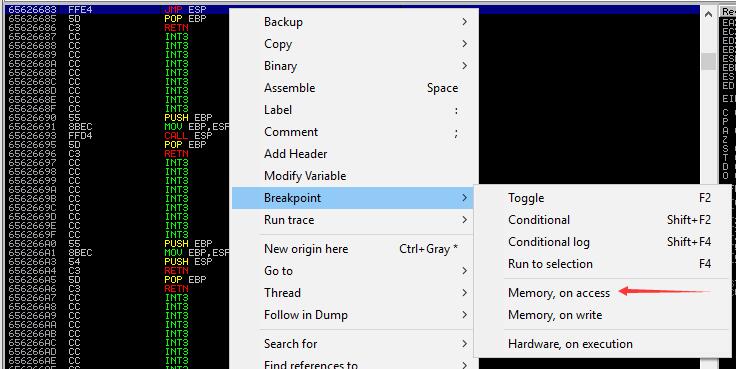 65626683 FFE4 JMP ESP
65626685 5D POP EBP
65626686 C3 RETN
65626687 CC INT3
65626688 CC INT3
65626689 CC INT3
6562668A CC INT3
6562668B CC INT3
6562668C CC INT3
6562668D CC INT3
6562668E CC INT3
6562668F CC INT3
65626690 55 PUSH EBP
65626691 8BEC MOV EBP,ESP
65626693 FFD4 CALL ESP
65626695 5D POP EBP
65626696 C3 RETN
65626697 CC INT3
65626698 CC INT3
65626699 CC INT3
6562669A CC INT3
6562669B CC INT3
6562669C CC INT3
6562669D CC INT3
6562669E CC INT3
6562669F CC INT3
656266A0 55 PUSH EBP
656266A1 8BEC MOV EBP,ESP
656266A3 54 PUSH ESP
656266A4 C3 RETN
656266A5 5D POP EBP
656266A6 C3 RETN
656266A7 CC INT3
656266A8 CC INT3
656266A9 CC INT3
656266AA CC INT3
656266AB CC INT3
656266AC CC INT3
656266AD CC INT3
656266AE CC INT3
Backup
Copy
Binary
Assemble Space
Label :
Comment ;
Add Header
Modify Variable
Breakpoint
Run trace
New origin here Ctrl+Gray *
Go to
Thread
Follow in Dump
Search for
Find references to
Toggle F2
Conditional Shift+F2
Conditional log Shift+F4
Run to selection F4
Memory, on access
Memory, on write
Hardware, on execution
Re
EA
EC
ED
EB
ES
EB
ES
ED
EI
C
P
A
Z
S
T
D
O